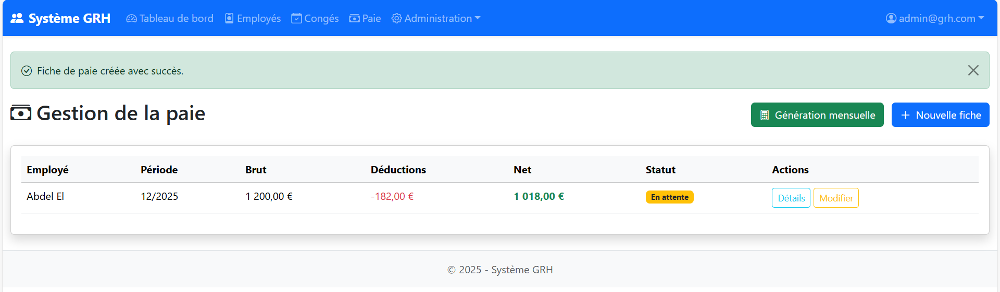 Système GRH Tableau de bord Employés Congés Paie Administration admin@grh.com
Fiche de paie créée avec succès.
Gestion de la paie Génération mensuelle Nouvelle fiche
Employé Période Brut Déductions Net Statut Actions
Abdel El 12/2025 1 200,00 € -182,00 € 1 018,00 € En attente Détails Modifier
© 2025 - Système GRH